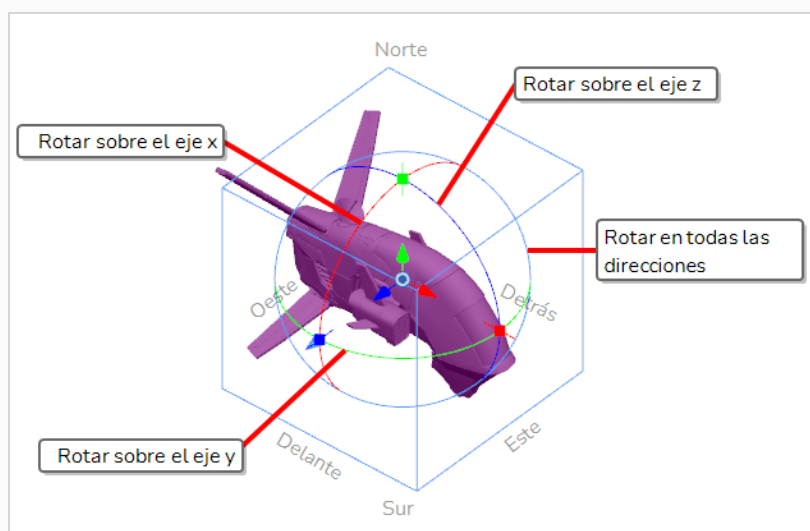 Norte
Rotar sobre el eje z
Rotar sobre el eje x
Rotar en todas las
direcciones
Oeste
Detrás
Rotar sobre el eje y
Delante
Este
Sur